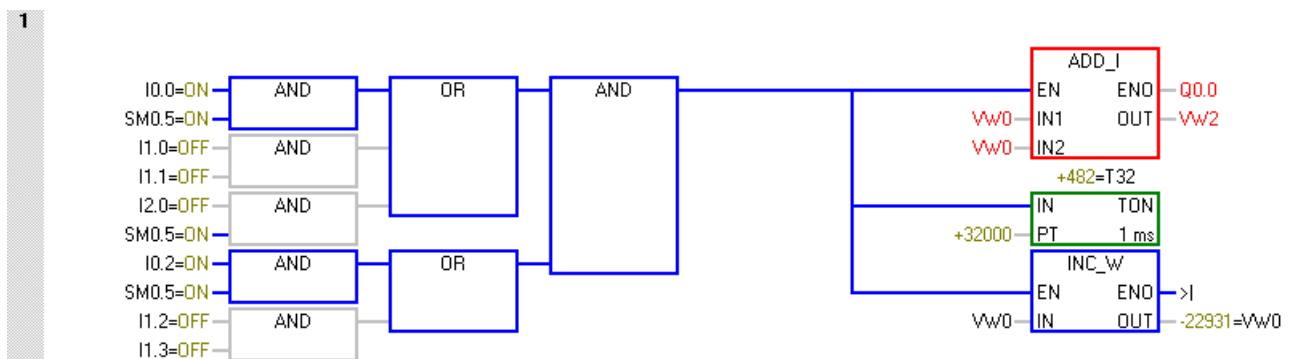 1
ADD_I
I0.0=ON AND OR AND EN ENO Q0.0
SM0.5=ON VW0 IN1 OUT VW2
I1.0=OFF AND VW0 IN2
I1.1=OFF +482=T32
I2.0=OFF AND IN TON
SM0.5=ON +32000 PT 1 ms
I0.2=ON AND OR INC_W
SM0.5=ON EN ENO >|
I1.2=OFF AND VW0 IN OUT -22931=VW0
I1.3=OFF